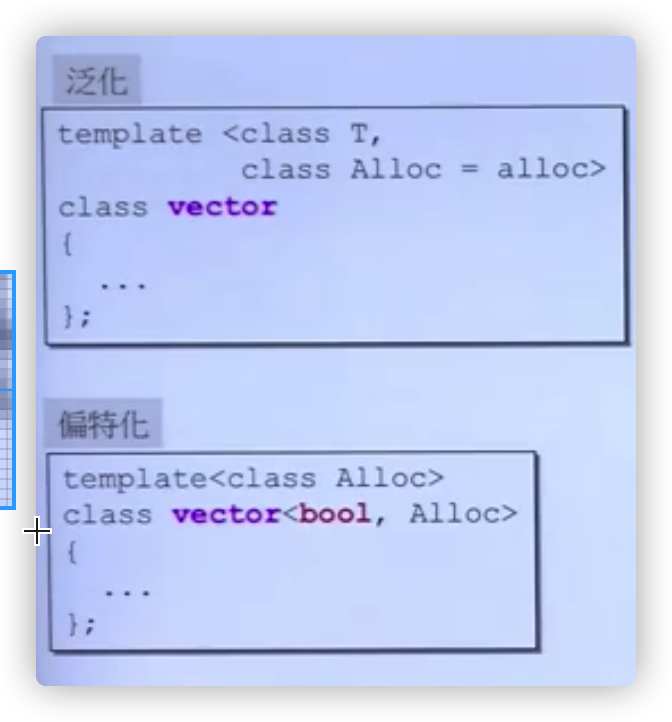 泛化
template <class T,
          class Alloc = alloc>
class vector
{
  ...
};
偏特化
template<class Alloc>
class vector<bool, Alloc>
{
  ...
};